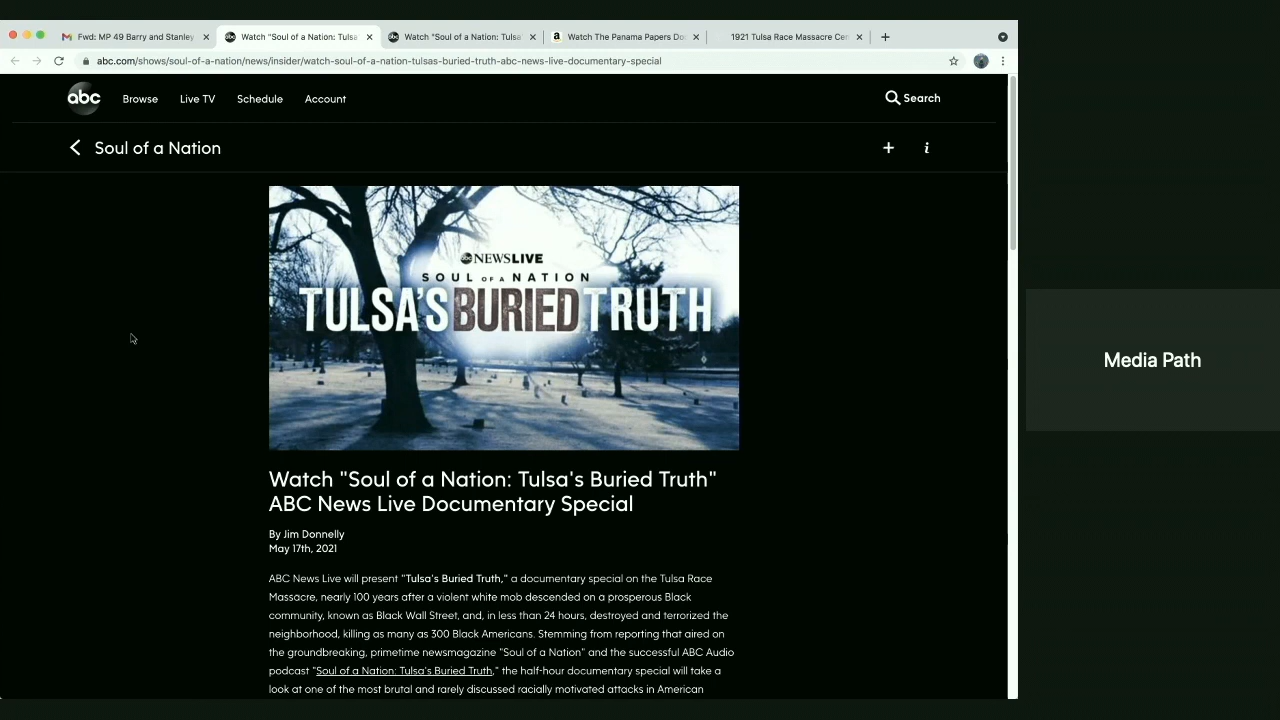 Fwd: MP 49 Barry and Stanley
Watch "Soul of a Nation: Tulsa
Watch "Soul of a Nation: Tulsa'
Watch The Panama Papers Do
1921 Tulsa Race Massacre Cen
abc.com/shows/soul-of-a-nation/news/insider/watch-soul-of-a-nation-tulsas-buried-truth-abc-news-live-documentary-special
abc Browse Live TV Schedule Account Search
Soul of a Nation
abc NEWSLIVE
SOUL OF A NATION
TULSA'S BURIED TRUTH
Media Path
Watch "Soul of a Nation: Tulsa's Buried Truth"
ABC News Live Documentary Special
By Jim Donnelly
May 17th, 2021
ABC News Live will present "Tulsa's Buried Truth," a documentary special on the Tulsa Race
Massacre, nearly 100 years after a violent white mob descended on a prosperous Black
community, known as Black Wall Street, and, in less than 24 hours, destroyed and terrorized the
neighborhood, killing as many as 300 Black Americans. Stemming from reporting that aired on
the groundbreaking, primetime newsmagazine "Soul of a Nation" and the successful ABC Audio
podcast "Soul of a Nation: Tulsa's Buried Truth," the half-hour documentary special will take a
look at one of the most brutal and rarely discussed racially motivated attacks in American